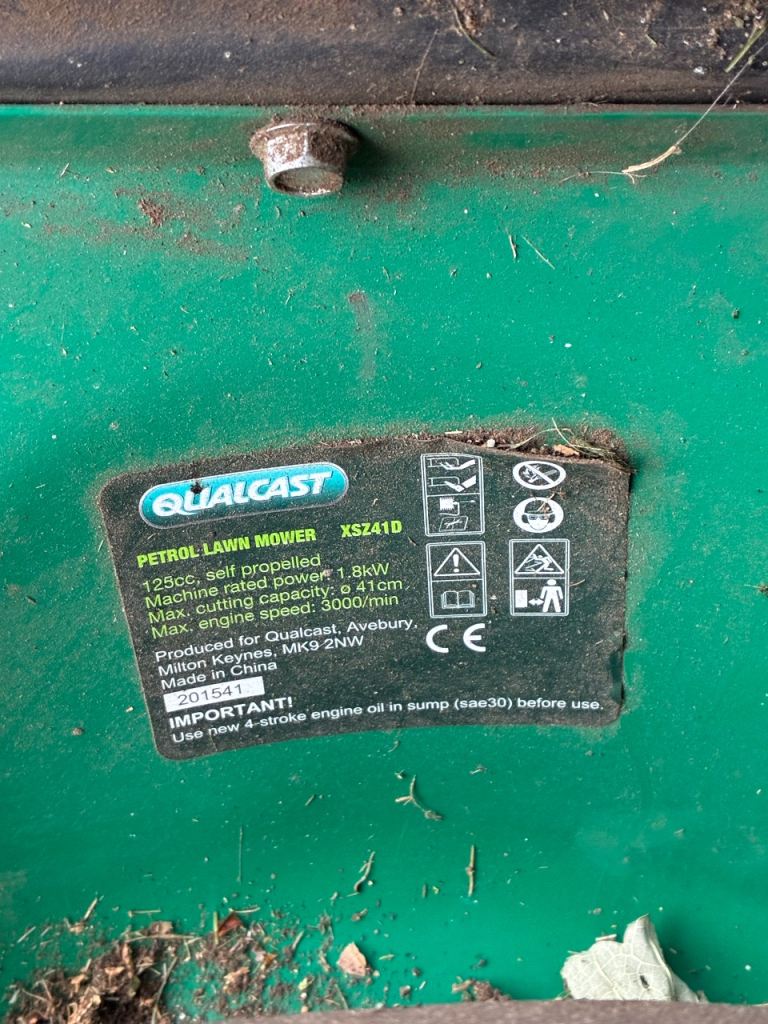 QUALCAST
PETROL LAWN MOWER XSZ41D
125cc, self propelled
Machine rated power: 1.8kW
Max. cutting capacity: ø 41cm
Max. engine speed: 3000/min
Produced for Qualcast, Avebury,
Milton Keynes, MK9 2NW
Made in China
201541
IMPORTANT!
Use new 4-stroke engine oil in sump (sae30) before use.
CE